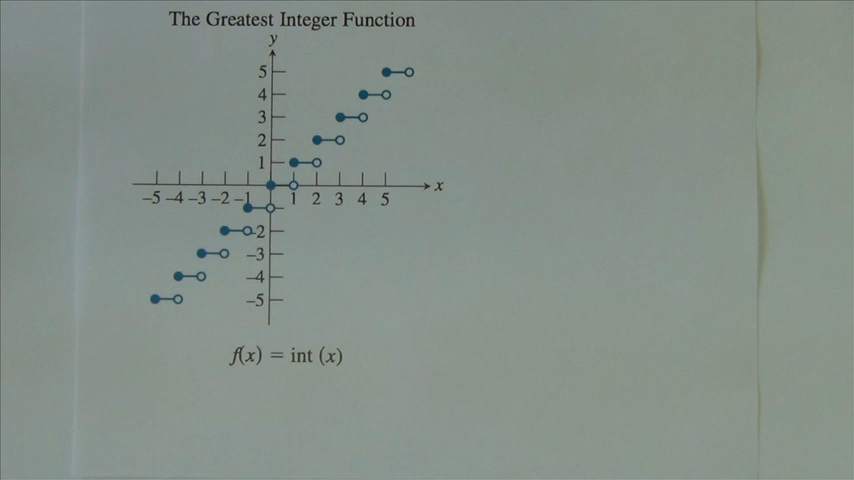 The Greatest Integer Function
y
5
4
3
2
1
x
–5 –4 –3 –2 –1 1 2 3 4 5
–2
–3
–4
–5
f(x) = int (x)